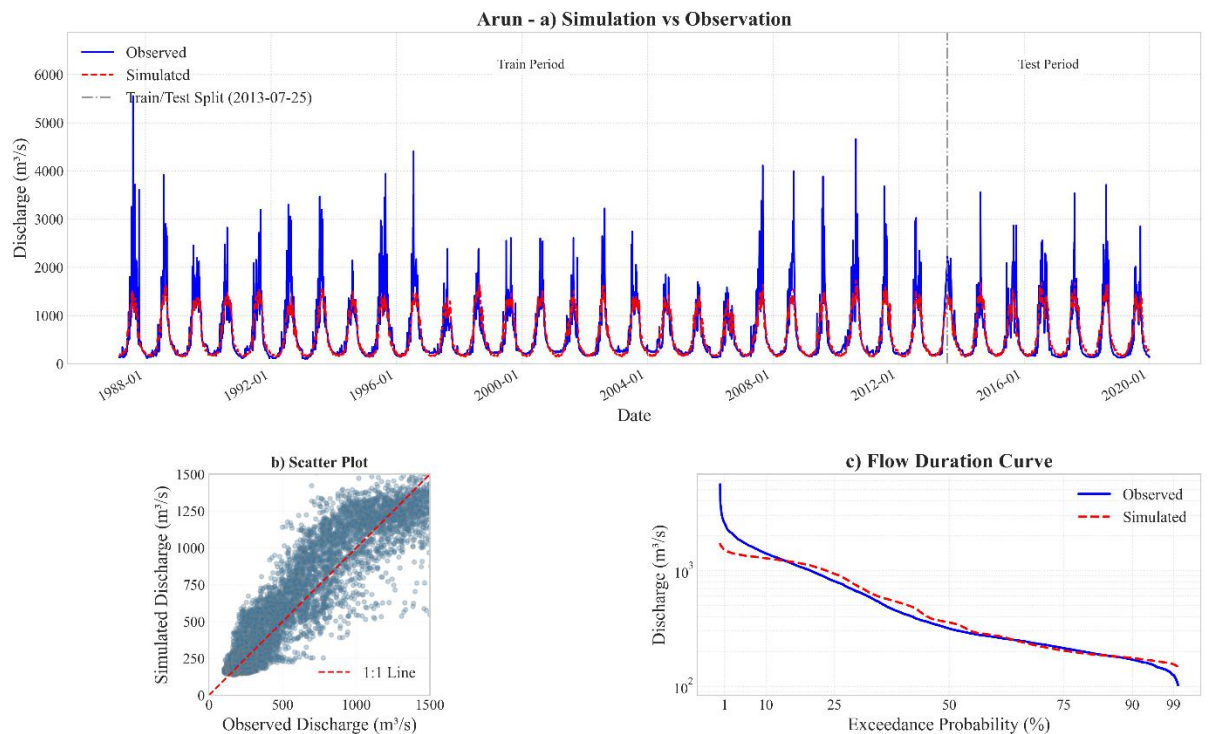 Arun - a) Simulation vs Observation
Observed
Simulated
Train/Test Split (2013-07-25)
Train Period
Test Period
Discharge (m³/s)
6000
5000
4000
3000
2000
1000
0
1988-01
1992-01
1996-01
2000-01
2004-01
2008-01
2012-01
2016-01
2020-01
Date
b) Scatter Plot
Simulated Discharge (m³/s)
1500
1250
1000
750
500
250
0
1:1 Line
0 500 1000 1500
Observed Discharge (m³/s)
c) Flow Duration Curve
Observed
Simulated
Discharge (m³/s)
10³
10²
1 10 25 50 75 90 99
Exceedance Probability (%)